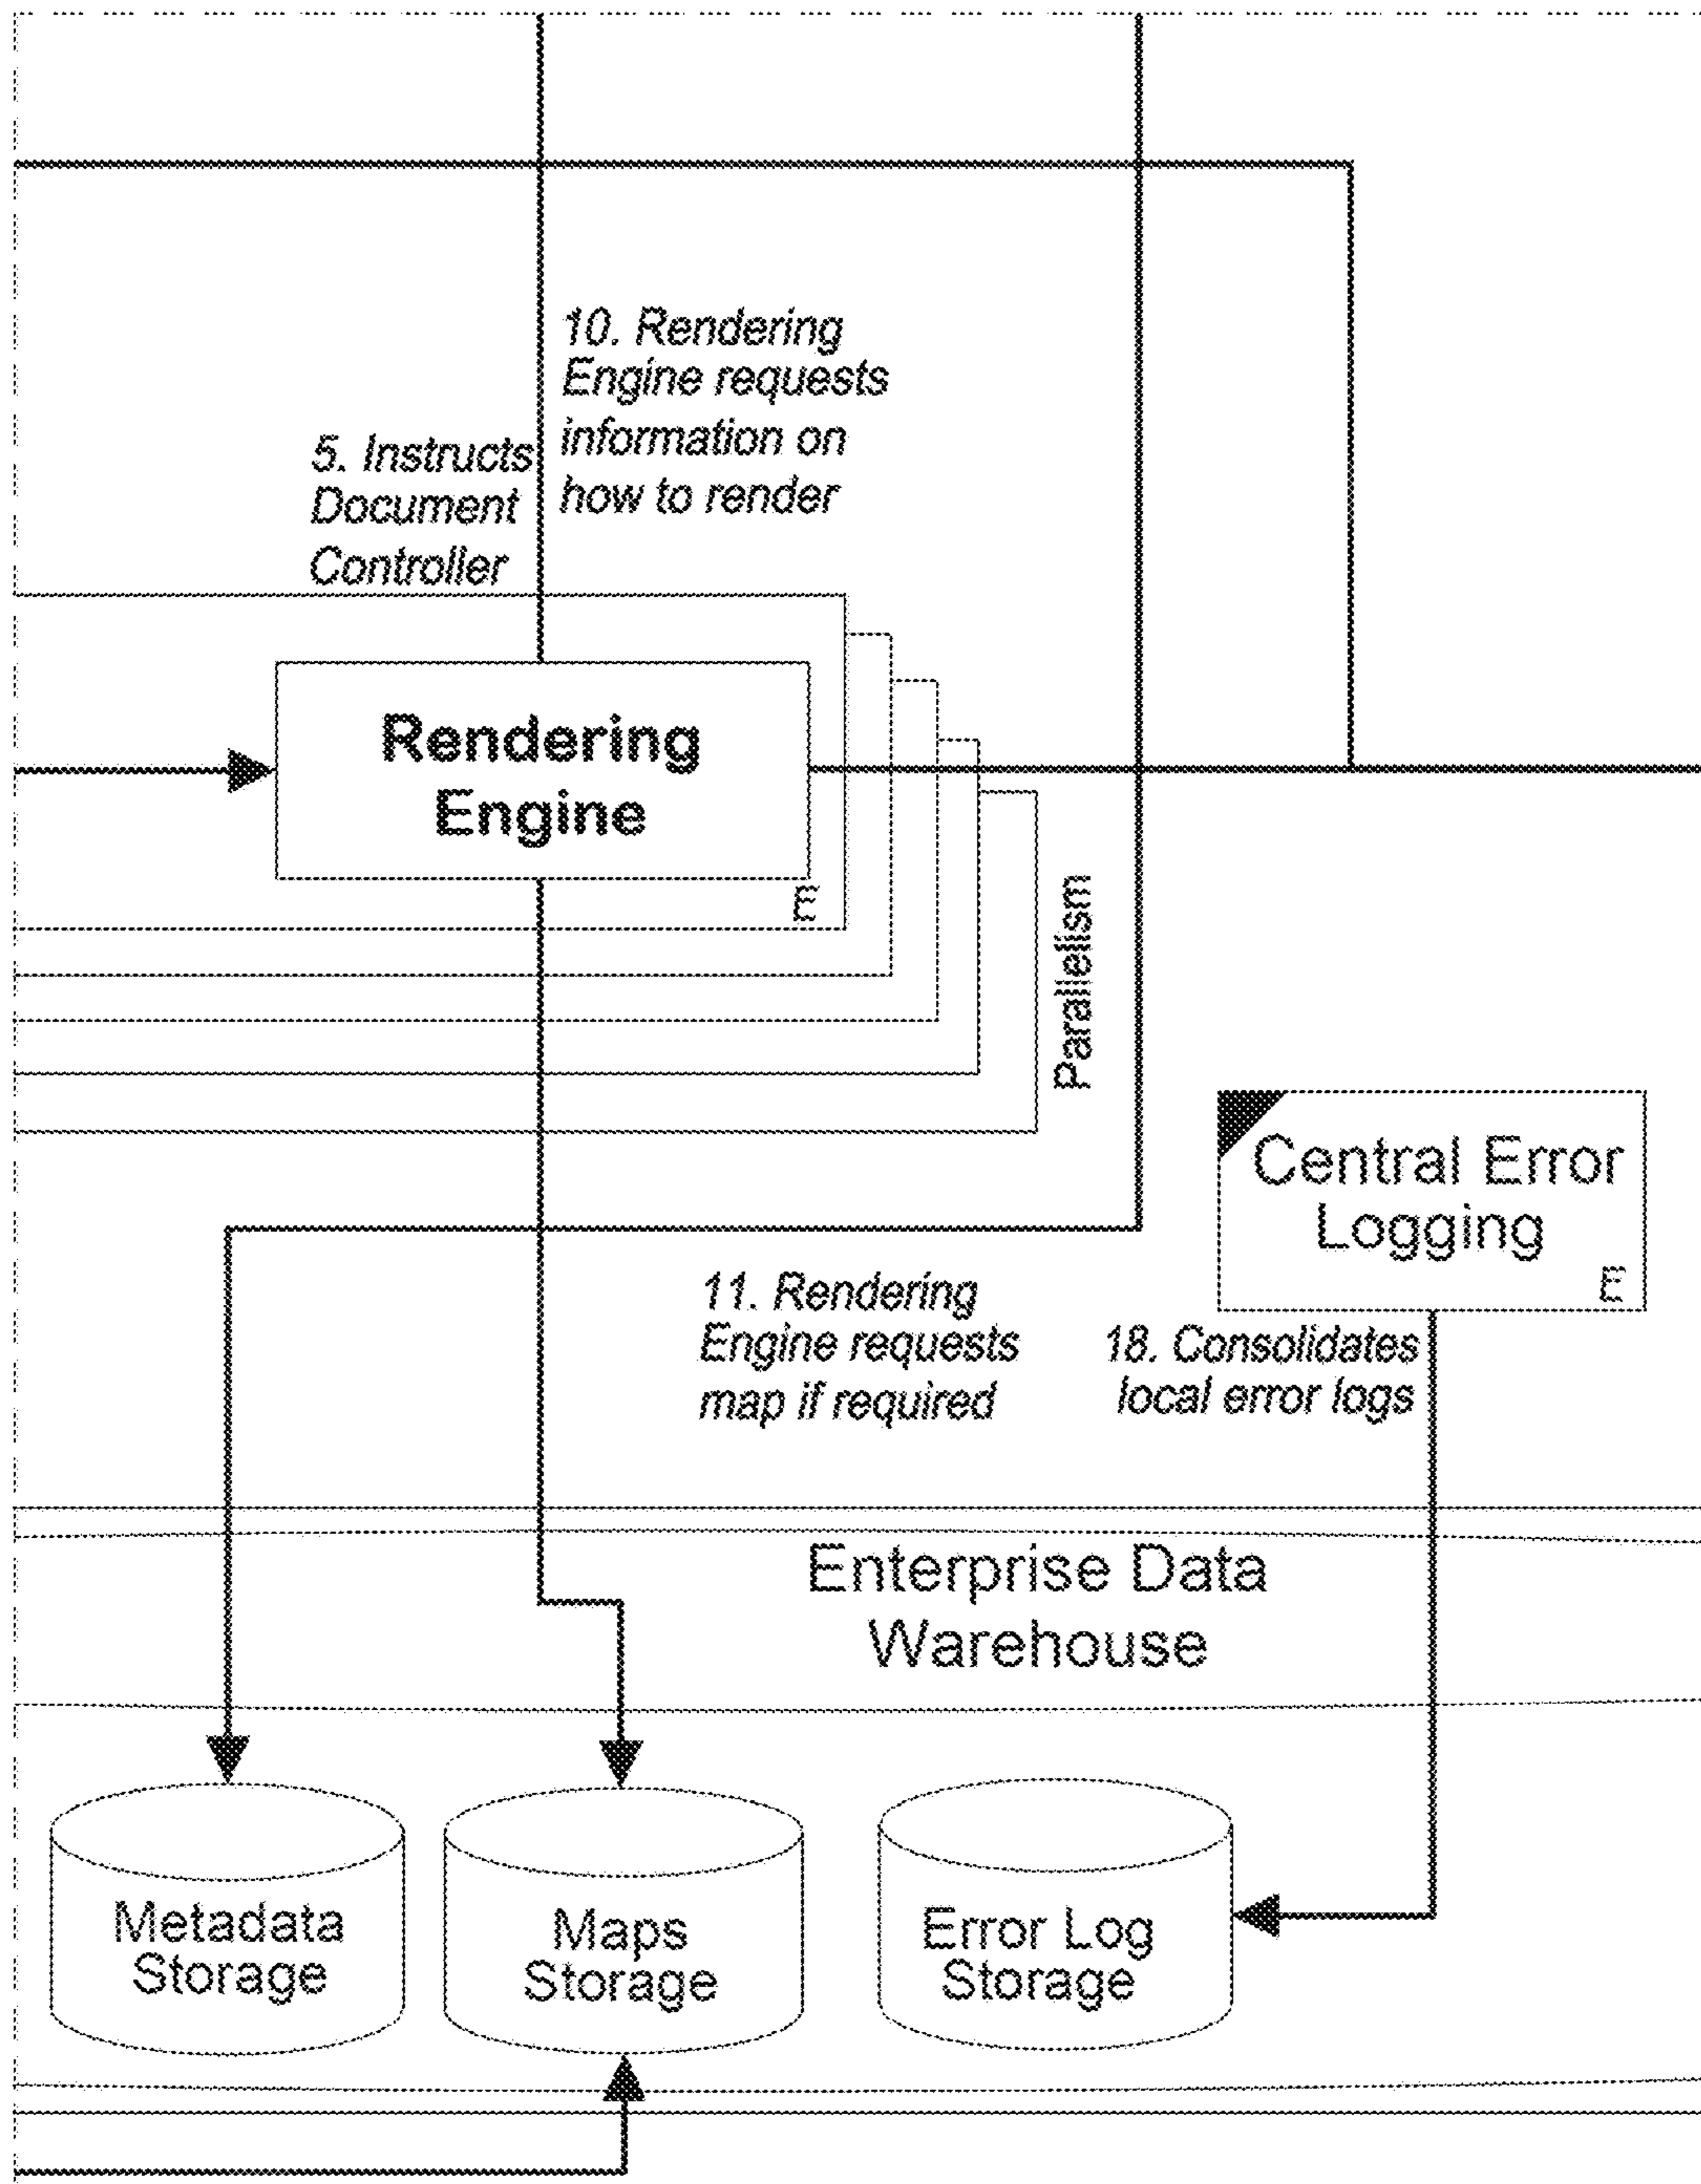 10. Rendering
Engine requests
information on
how to render
5. Instructs
Document
Controller
Rendering
Engine
E
Parallelism
Central Error
Logging
E
11. Rendering
Engine requests
map if required
18. Consolidates
local error logs
Enterprise Data
Warehouse
Metadata
Storage
Maps
Storage
Error Log
Storage